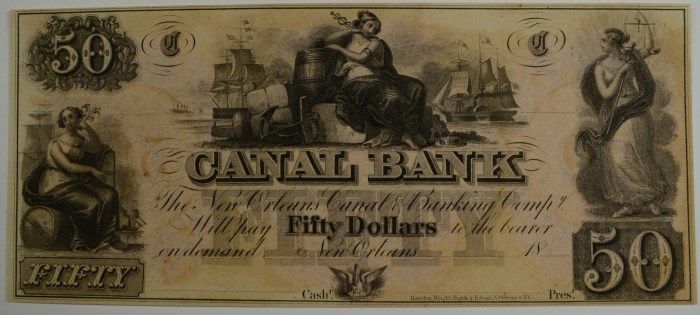 50
C
C
CANAL BANK
The New Orleans Canal & Banking Comp.y
Will pay Fifty Dollars to the bearer
on demand. New Orleans 18
FIFTY
FIFTY
50
Cash.r
Pres.t